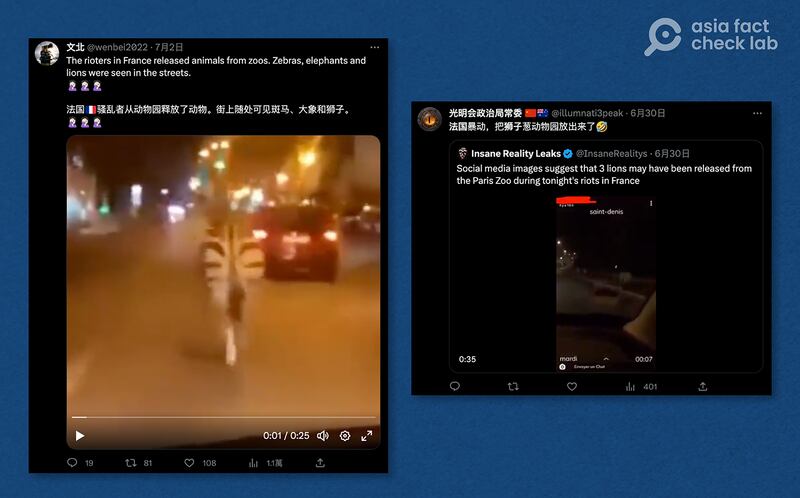 asia fact
check lab
文北 @wenbei2022 · 7月2日
The rioters in France released animals from zoos. Zebras, elephants and
lions were seen in the streets.
法国🇫🇷骚乱者从动物园释放了动物。街上随处可见斑马、大象和狮子。
0:01 / 0:25
19 81 108 1.1萬
光明会政治局常委 🇨🇳🇦🇺 @illumnati3peak · 6月30日
法国暴动，把狮子葱动物园放出来了🤣
Insane Reality Leaks @InsaneRealitys · 6月30日
Social media images suggest that 3 lions may have been released from
the Paris Zoo during tonight's riots in France
saint-denis
mardi
Envoyer un Chat
0:35
00:07
401